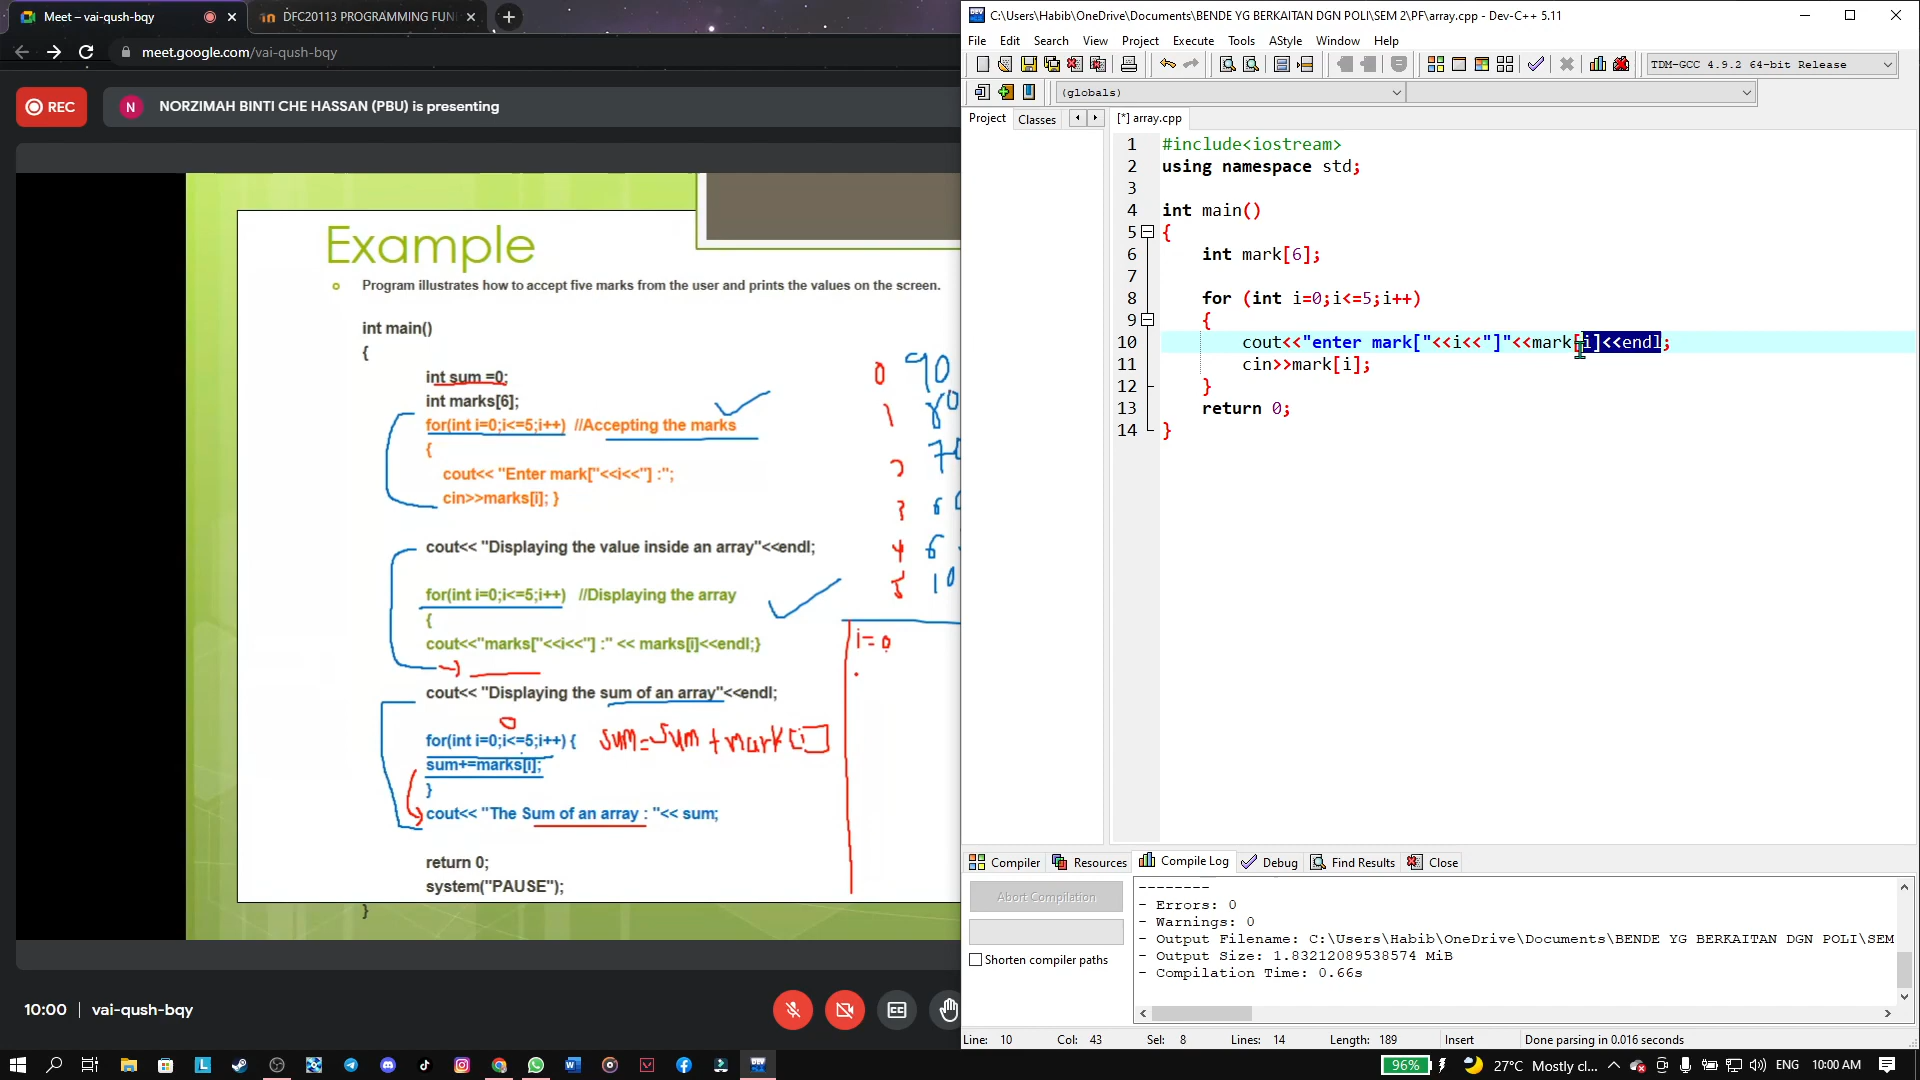 Meet – vai-qush-bqy
DFC20113 PROGRAMMING FUN
meet.google.com/vai-qush-bqy
REC
N
NORZIMAH BINTI CHE HASSAN (PBU) is presenting
Example
Program illustrates how to accept five marks from the user and prints the values on the screen.
int main()
{
int sum =0;
int marks[6];
for(int i=0;i<=5;i++) //Accepting the marks
{
cout<< "Enter mark["<<i<<"] :";
cin>>marks[i]; }
cout<< "Displaying the value inside an array"<<endl;
for(int i=0;i<=5;i++) //Displaying the array
{
cout<<"marks["<<i<<"] :" << marks[i]<<endl;}
cout<< "Displaying the sum of an array"<<endl;
0
for(int i=0;i<=5;i++) { sum=sum+mark[i]
sum+=marks[i];
}
cout<< "The Sum of an array : "<< sum;
return 0;
system("PAUSE");
}
0 90
1 80
2
3
4
5
i=0
10:00 | vai-qush-bqy
C:\Users\Habib\OneDrive\Documents\BENDE YG BERKAITAN DGN POLI\SEM 2\PF\array.cpp - Dev-C++ 5.11
File Edit Search View Project Execute Tools AStyle Window Help
TDM-GCC 4.9.2 64-bit Release
(globals)
Project Classes
[*] array.cpp
1 #include<iostream>
2 using namespace std;
3
4 int main()
5 {
6 int mark[6];
7
8 for (int i=0;i<=5;i++)
9 {
10 cout<<"enter mark["<<i<<"]"<<mark[i]<<endl;
11 cin>>mark[i];
12 }
13 return 0;
14 }
Compiler Resources Compile Log Debug Find Results Close
Abort Compilation
Shorten compiler paths
--------
- Errors: 0
- Warnings: 0
- Output Filename: C:\Users\Habib\OneDrive\Documents\BENDE YG BERKAITAN DGN POLI\SEM
- Output Size: 1.83212089538574 MiB
- Compilation Time: 0.66s
Line: 10 Col: 43 Sel: 8 Lines: 14 Length: 189 Insert Done parsing in 0.016 seconds
96% 27°C Mostly cl... ENG 10:00 AM